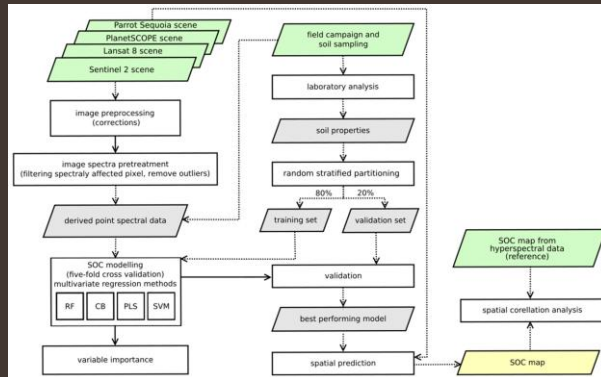 Parrot Sequoia scene
PlanetSCOPE scene
Lansat 8 scene
Sentinel 2 scene
image preprocessing
(corrections)
image spectra pretreatment
(filtering spectraly affected pixel, remove outliers)
derived point spectral data
SOC modelling
(five-fold cross validation)
multivariate regression methods
RF
CB
PLS
SVM
variable importance
field campaign and
soil sampling
laboratory analysis
soil properties
random stratified partitioning
80%
20%
training set
validation set
validation
best performing model
spatial prediction
SOC map from
hyperspectral data
(reference)
spatial corellation analysis
SOC map